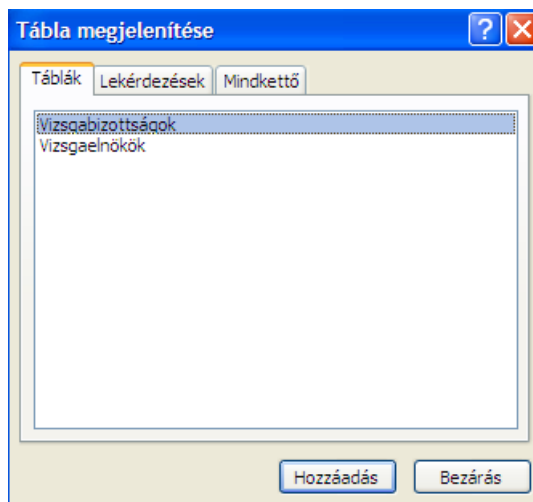 Tábla megjelenítése
Táblák Lekérdezések Mindkettő
Vizsgabizottságok
Vizsgaelnökök
Hozzáadás Bezárás